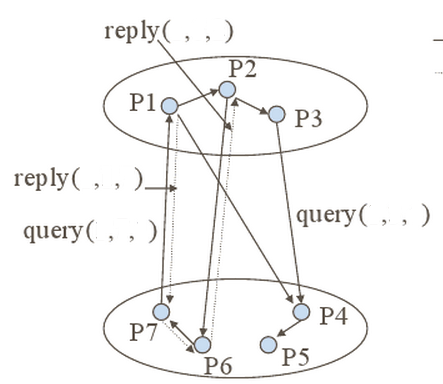 reply( , , )
P2
P1
P3
reply( , , )
query( , , )
query( , , )
P7
P4
P6
P5